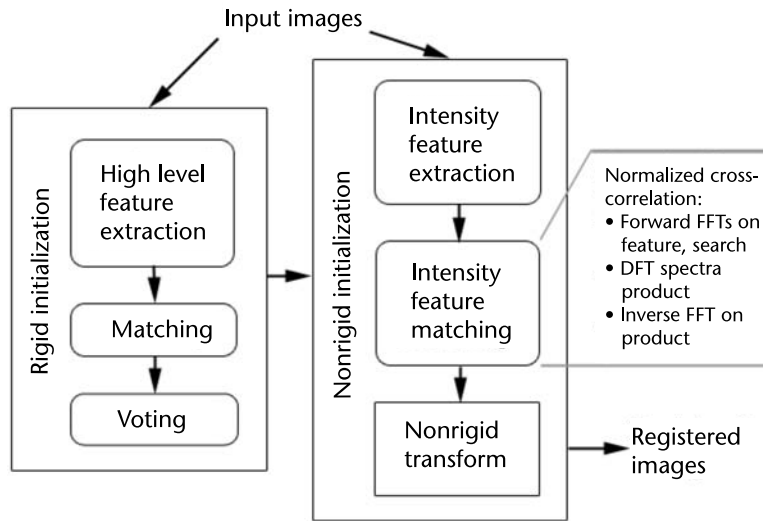 Input images
Rigid initialization
High level
feature
extraction
Matching
Voting
Nonrigid initialization
Intensity
feature
extraction
Intensity
feature
matching
Nonrigid
transform
Normalized cross-
correlation:
• Forward FFTs on
feature, search
• DFT spectra
product
• Inverse FFT on
product
Registered
images